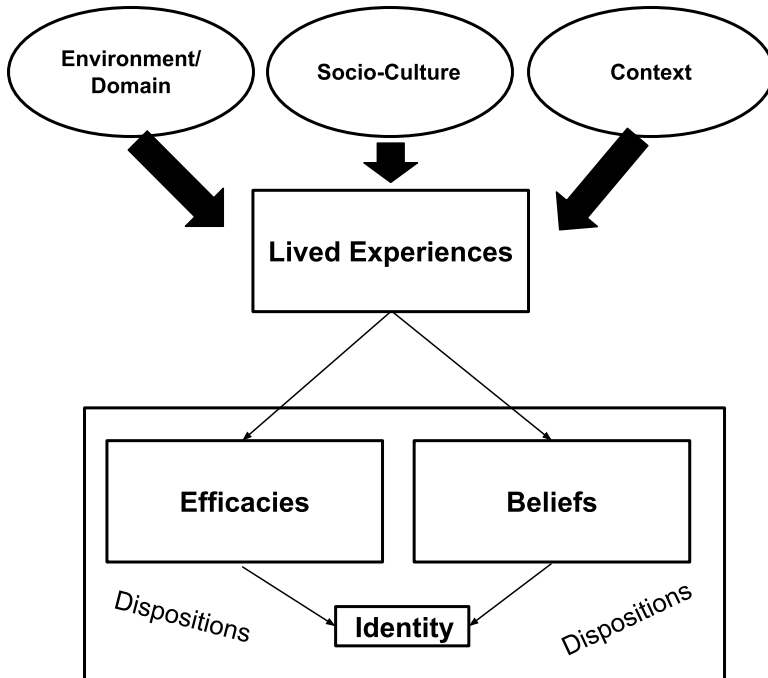 Environment/
Domain
Socio-Culture
Context
Lived Experiences
Efficacies
Beliefs
Dispositions
Identity
Dispositions